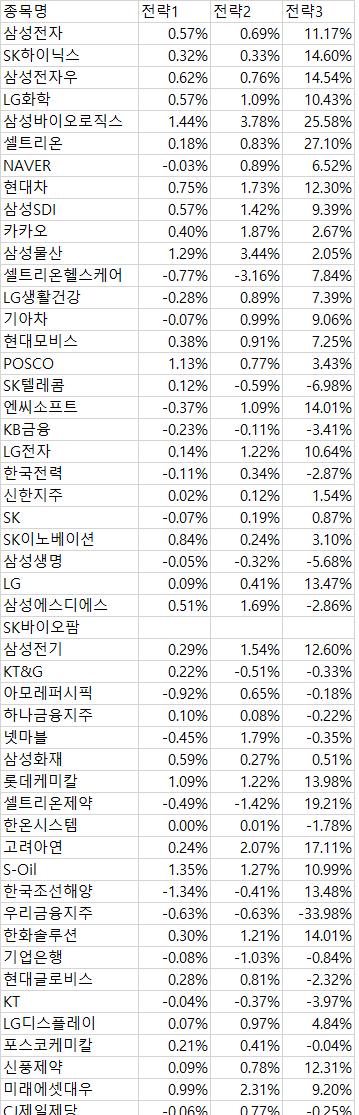 종목명 전략1 전략2 전략3
삼성전자 0.57% 0.69% 11.17%
SK하이닉스 0.32% 0.33% 14.60%
삼성전자우 0.62% 0.76% 14.54%
LG화학 0.57% 1.09% 10.43%
삼성바이오로직스 1.44% 3.78% 25.58%
셀트리온 0.18% 0.83% 27.10%
NAVER -0.03% 0.89% 6.52%
현대차 0.75% 1.73% 12.30%
삼성SDI 0.57% 1.42% 9.39%
카카오 0.40% 1.87% 2.67%
삼성물산 1.29% 3.44% 2.05%
셀트리온헬스케어 -0.77% -3.16% 7.84%
LG생활건강 -0.28% 0.89% 7.39%
기아차 -0.07% 0.99% 9.06%
현대모비스 0.38% 0.91% 7.25%
POSCO 1.13% 0.77% 3.43%
SK텔레콤 0.12% -0.59% -6.98%
엔씨소프트 -0.37% 1.09% 14.01%
KB금융 -0.23% -0.11% -3.41%
LG전자 0.14% 1.22% 10.64%
한국전력 -0.11% 0.34% -2.87%
신한지주 0.02% 0.12% 1.54%
SK -0.07% 0.19% 0.87%
SK이노베이션 0.84% 0.24% 3.10%
삼성생명 -0.05% -0.32% -5.68%
LG 0.09% 0.41% 13.47%
삼성에스디에스 0.51% 1.69% -2.86%
SK바이오팜
삼성전기 0.29% 1.54% 12.60%
KT&G 0.22% -0.51% -0.33%
아모레퍼시픽 -0.92% 0.65% -0.18%
하나금융지주 0.10% 0.08% -0.22%
넷마블 -0.45% 1.79% -0.35%
삼성화재 0.59% 0.27% 0.51%
롯데케미칼 1.09% 1.22% 13.98%
셀트리온제약 -0.49% -1.42% 19.21%
한온시스템 0.00% 0.01% -1.78%
고려아연 0.24% 2.07% 17.11%
S-Oil 1.35% 1.27% 10.99%
한국조선해양 -1.34% -0.41% 13.48%
우리금융지주 -0.63% -0.63% -33.98%
한화솔루션 0.30% 1.21% 14.01%
기업은행 -0.08% -1.03% -0.84%
현대글로비스 0.28% 0.81% -2.32%
KT -0.04% -0.37% -3.97%
LG디스플레이 0.07% 0.97% 4.84%
포스코케미칼 0.21% 0.41% -0.04%
신풍제약 0.09% 0.78% 12.31%
미래에셋대우 0.99% 2.31% 9.20%
CJ제일제당 -0.06% 0.77% -0.25%